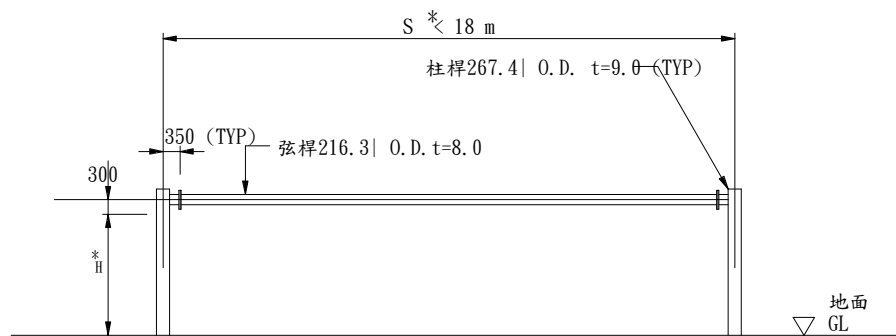 S * < 18 m
柱桿267.4| O.D. t=9.0 (TYP)
350 (TYP)
弦桿216.3| O.D.t=8.0
300
H*
地面
GL